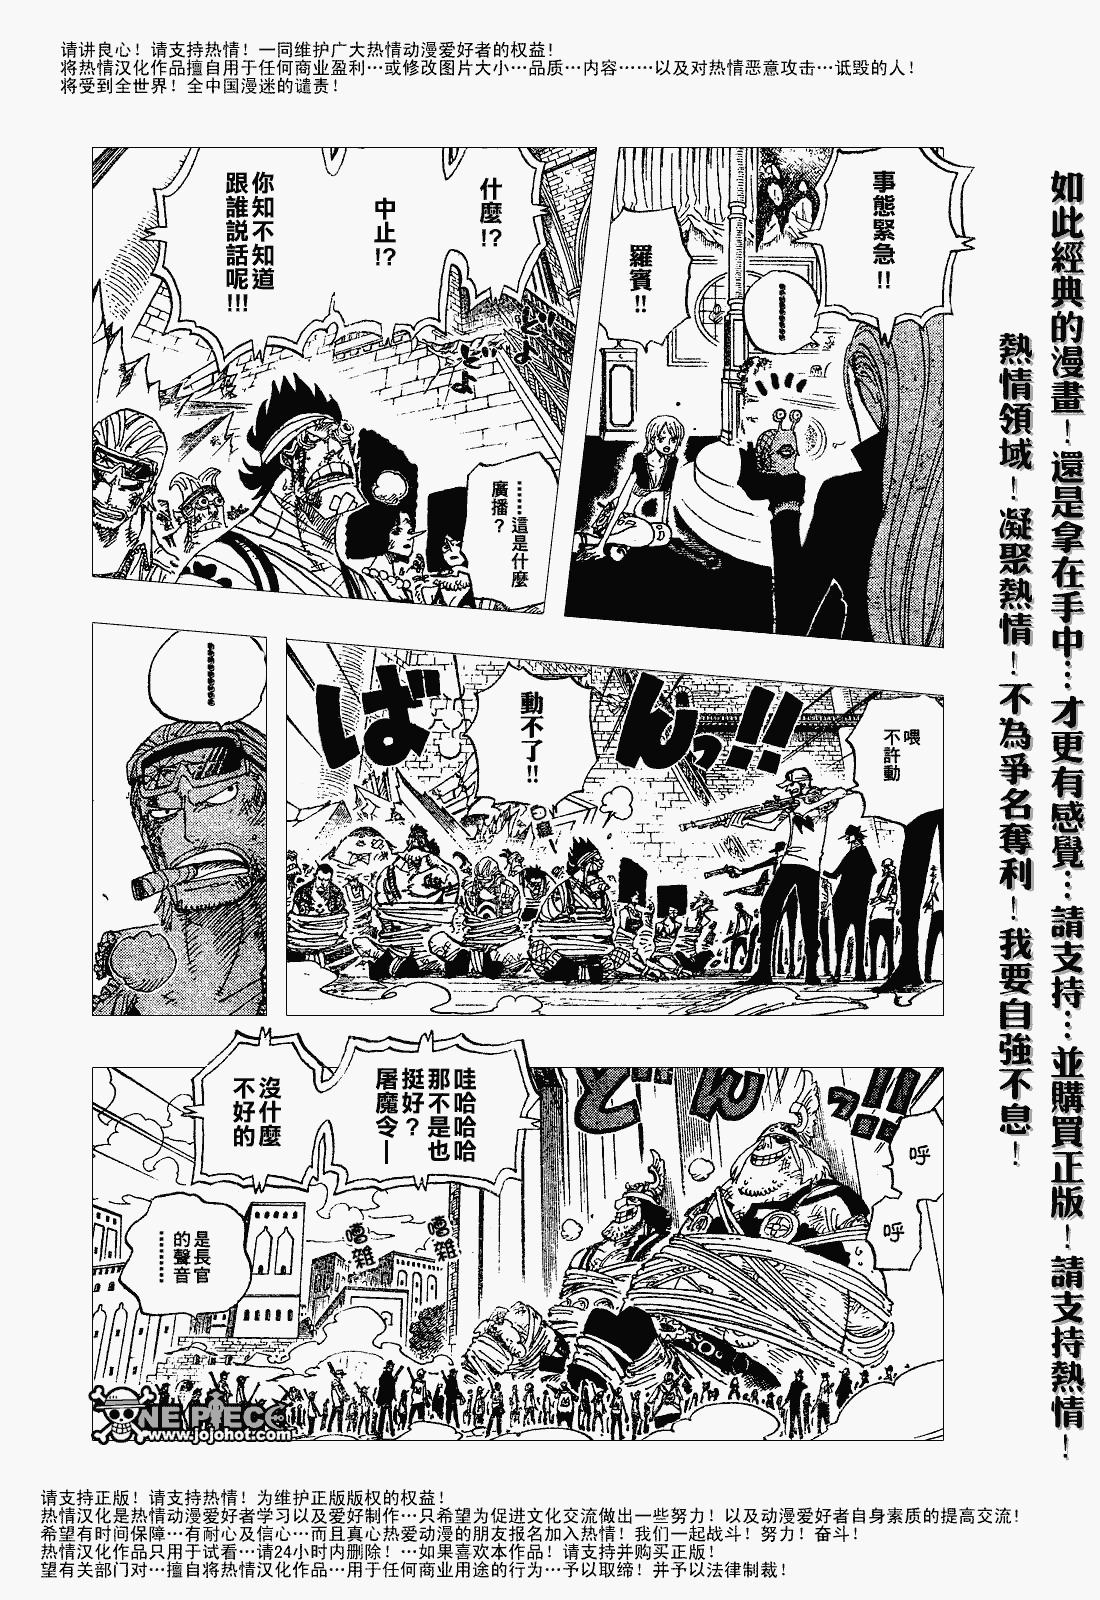 请讲良心！请支持热情！一同维护广大热情动漫爱好者的权益！
将热情汉化作品擅自用于任何商业盈利…或修改图片大小…品质…内容……以及对热情恶意攻击…诋毁的人！
将受到全世界！全中国漫迷的谴责！
如此經典的漫畫！還是拿在手中…才更有感覺…請支持…並購買正版！請支持熱情！
熱情領域！凝聚熱情！不為爭名奪利！我要自強不息！
事態緊急!!
羅賓!!
………
什麼!?
中止!?
你知不知道
跟誰説話呢!!!
どよ
どよ
……這是什麼
廣播？
喂
不許動
動不了!!
ばんっ!!
………
どんっ!!
呼
呼
哇哈哈哈
那不是也
挺好？
屠魔令ー
沒什麼
不好的
嘈雜
嘈雜
是長官
的聲音
………
ONE PIECE
www.jojohot.com
请支持正版！请支持热情！为维护正版版权的权益！
热情汉化是热情动漫爱好者学习以及爱好制作…只希望为促进文化交流做出一些努力！以及动漫爱好者自身素质的提高交流！
希望有时间保障…有耐心及信心…而且真心热爱动漫的朋友报名加入热情！我们一起战斗！努力！奋斗！
热情汉化作品只用于试看…请24小时内删除！…如果喜欢本作品！请支持并购买正版！
望有关部门对…擅自将热情汉化作品…用于任何商业用途的行为…予以取缔！并予以法律制裁！